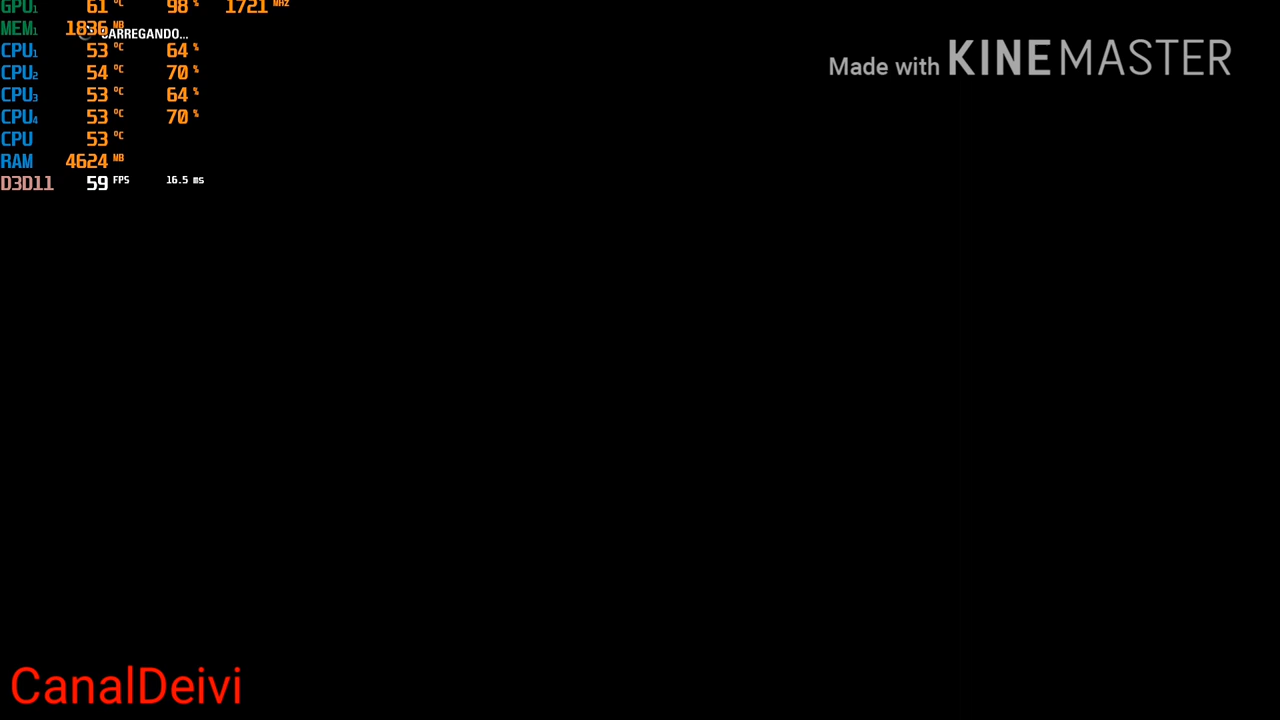 GPU1 61 °C 98 % 1721 MHz
MEM1 1836 MB
CARREGANDO...
CPU1 53 °C 64 %
CPU2 54 °C 70 %
CPU3 53 °C 64 %
CPU4 53 °C 70 %
CPU 53 °C
RAM 4624 MB
D3D11 59 FPS 16.5 ms
Made with KINEMASTER
CanalDeivi